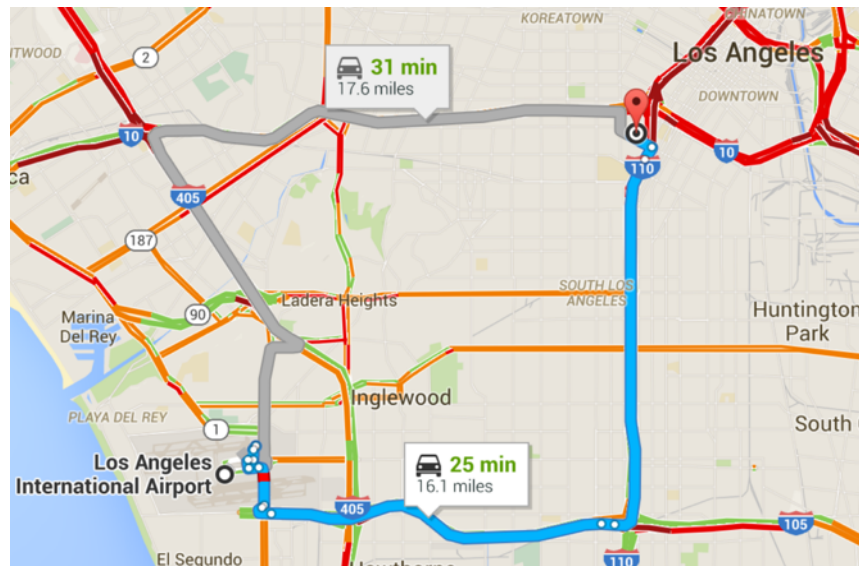 KOREATOWN
CHINATOWN
2
Los Angeles
31 min
17.6 miles
DOWNTOWN
10
10
110
ca
405
187
SOUTH LOS
ANGELES
Ladera Heights
90
Marina
Del Rey
Huntington
Park
Inglewood
PLAYA DEL REY
1
South
Los Angeles
International Airport
25 min
16.1 miles
405
105
110
El Segundo
Hawthorne